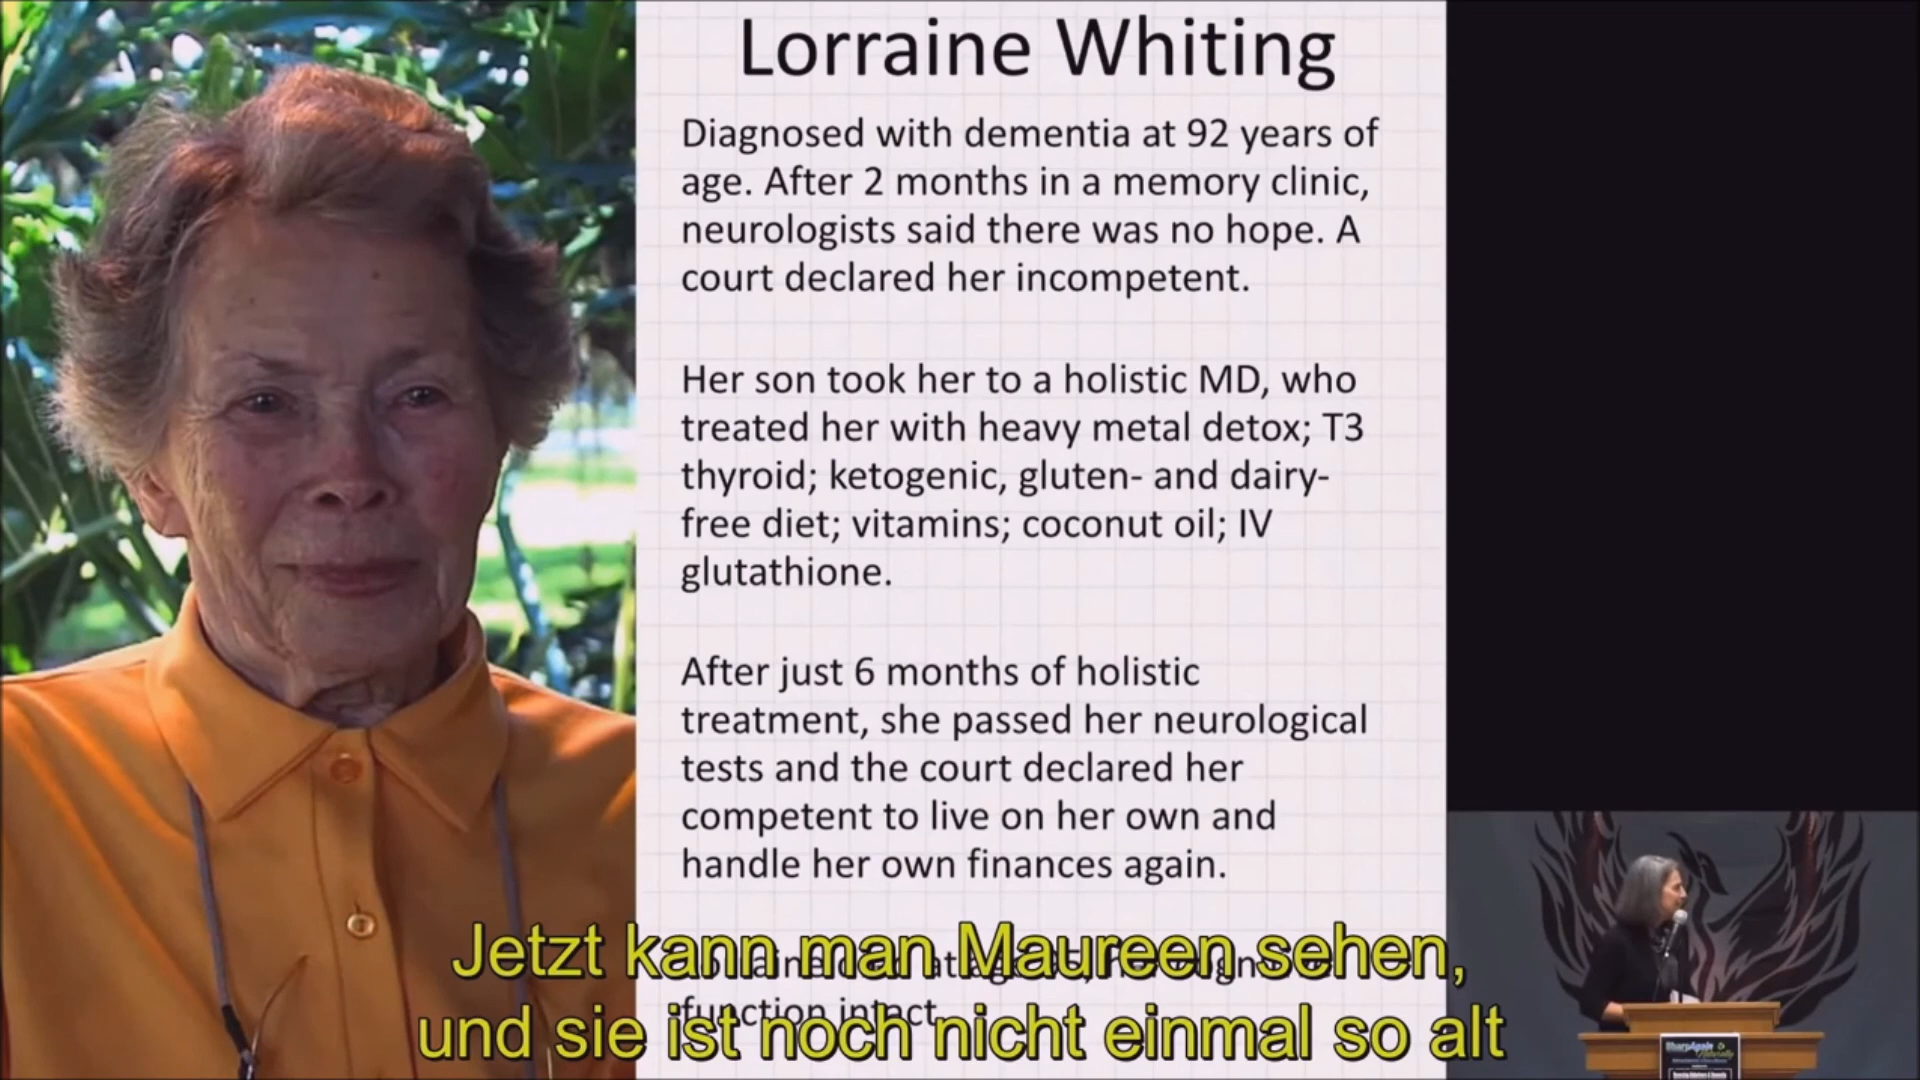 Lorraine Whiting
Diagnosed with dementia at 92 years of
age. After 2 months in a memory clinic,
neurologists said there was no hope. A
court declared her incompetent.
Her son took her to a holistic MD, who
treated her with heavy metal detox; T3
thyroid; ketogenic, gluten- and dairy-
free diet; vitamins; coconut oil; IV
glutathione.
After just 6 months of holistic
treatment, she passed her neurological
tests and the court declared her
competent to live on her own and
handle her own finances again.
function intact
Jetzt kann man Maureen sehen,
und sie ist noch nicht einmal so alt
SharpAgain
Naturally